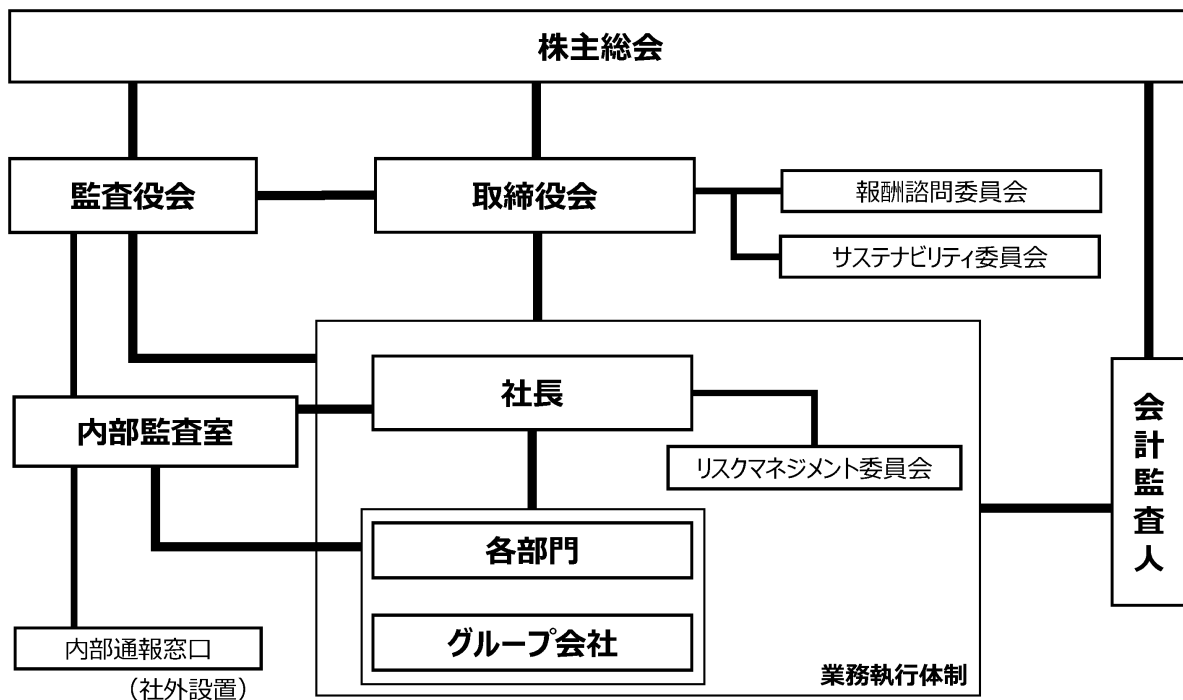 株主総会
監査役会
取締役会
報酬諮問委員会
サステナビリティ委員会
社長
内部監査室
リスクマネジメント委員会
会計監査人
各部門
グループ会社
内部通報窓口
（社外設置）
業務執行体制